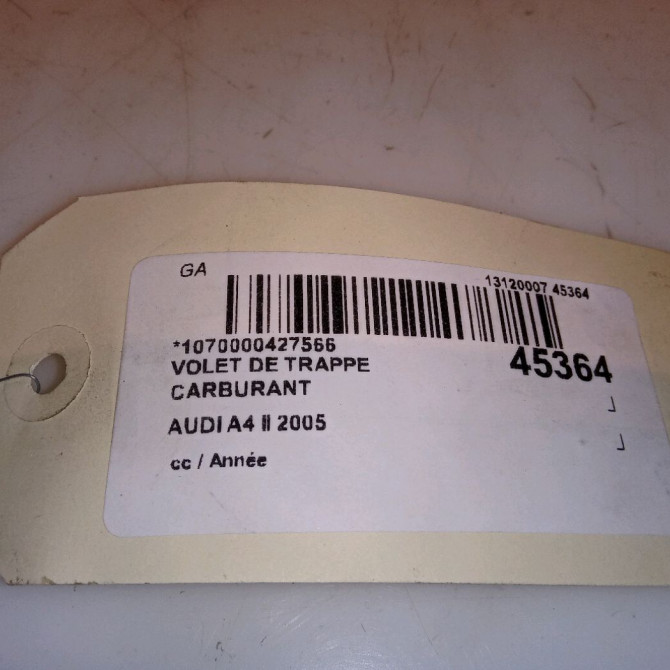 GA
13120007 45364
*1070000427566
45364
VOLET DE TRAPPE
CARBURANT
AUDI A4 II 2005
cc / Année